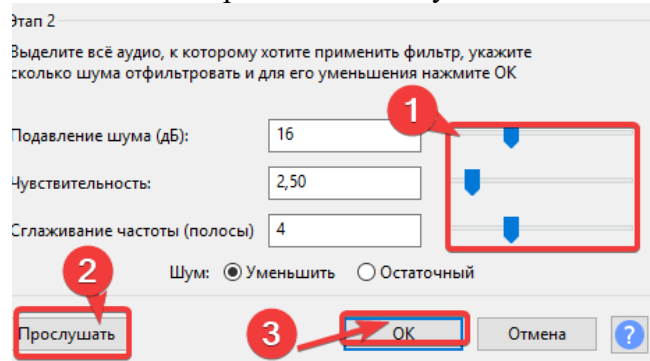 Этап 2
Выделите всё аудио, к которому хотите применить фильтр, укажите
сколько шума отфильтровать и для его уменьшения нажмите ОК
1
Подавление шума (дБ): 16
Чувствительность: 2,50
Сглаживание частоты (полосы) 4
2
Шум: Уменьшить Остаточный
Прослушать 3 ОК Отмена ?